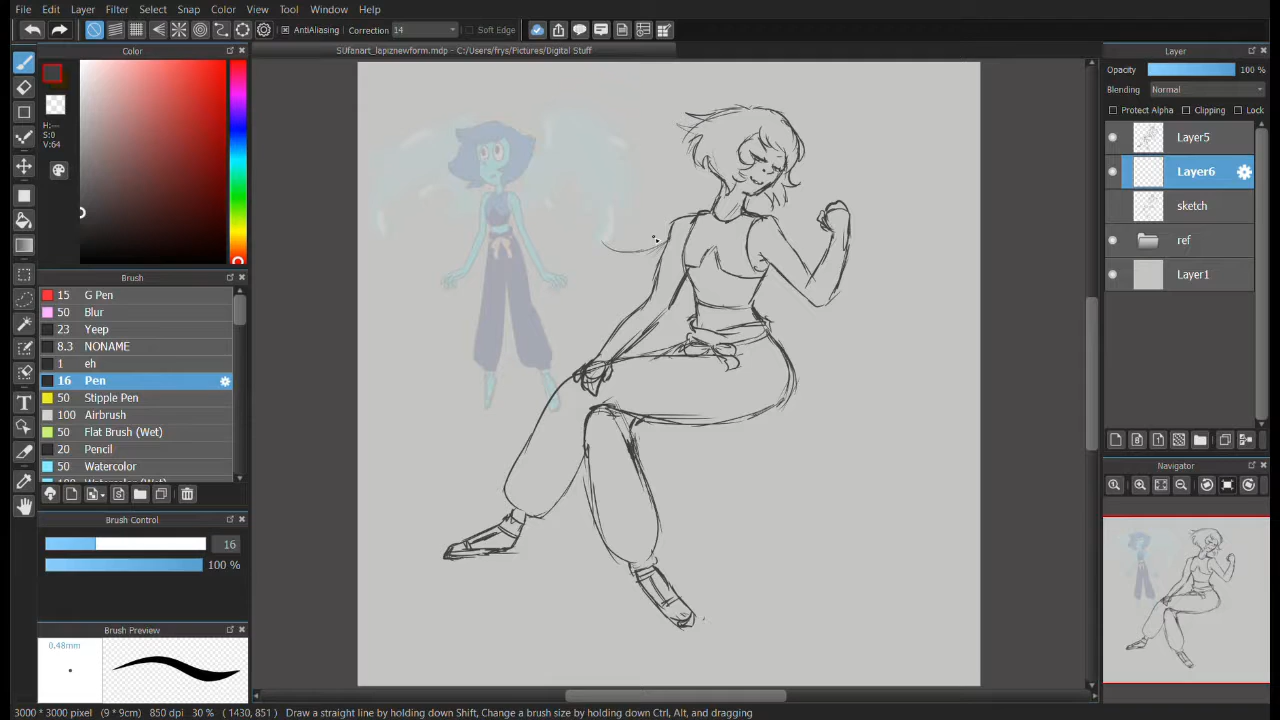 File Edit Layer Filter Select Snap Color View Tool Window Help
AntiAliasing Correction 14 Soft Edge
Color
SUfanart_lapiznewform.mdp - C:/Users/frys/Pictures/Digital Stuff
Layer
H:---
S:0
V:64
Opacity 100 %
Blending Normal
Protect Alpha Clipping Lock
Layer5
Layer6
sketch
ref
Layer1
Brush
15 G Pen
50 Blur
23 Yeep
8.3 NONAME
1 eh
16 Pen
50 Stipple Pen
100 Airbrush
50 Flat Brush (Wet)
20 Pencil
50 Watercolor
Navigator
Brush Control
16
100 %
Brush Preview
0.48mm
3000 * 3000 pixel (9 * 9cm) 850 dpi 30 % ( 1430, 851 ) Draw a straight line by holding down Shift, Change a brush size by holding down Ctrl, Alt, and dragging